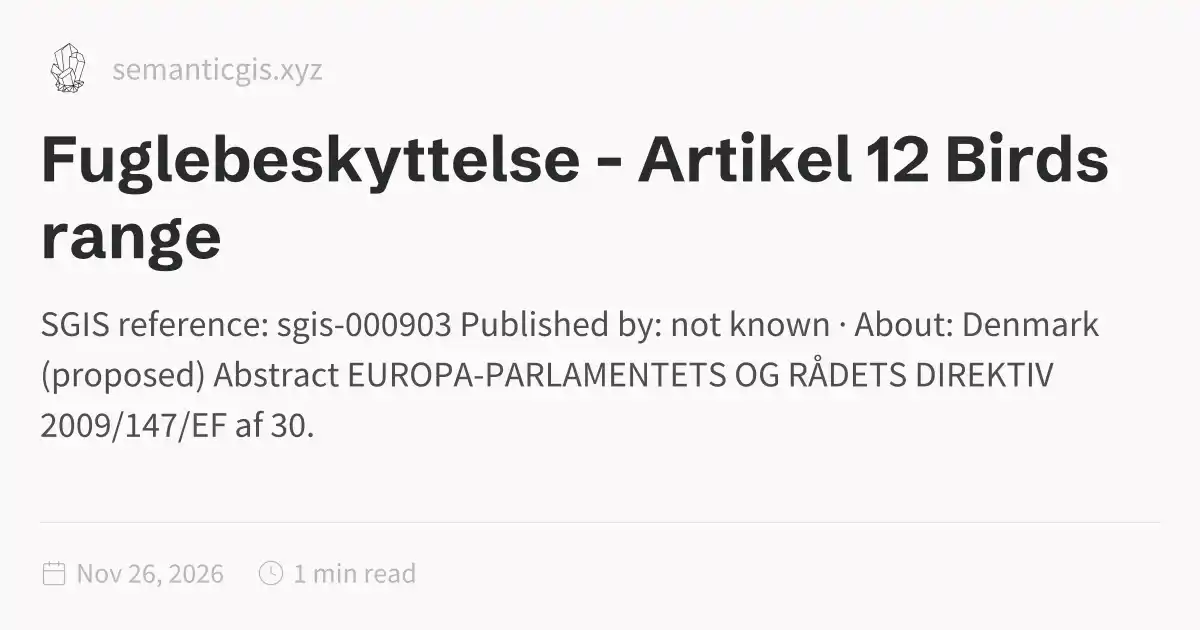 semanticgis.xyz
Fuglebeskyttelse - Artikel 12 Birds
range
SGIS reference: sgis-000903 Published by: not known · About: Denmark
(proposed) Abstract EUROPA-PARLAMENTETS OG RÅDETS DIREKTIV
2009/147/EF af 30.
Nov 26, 2026 1 min read